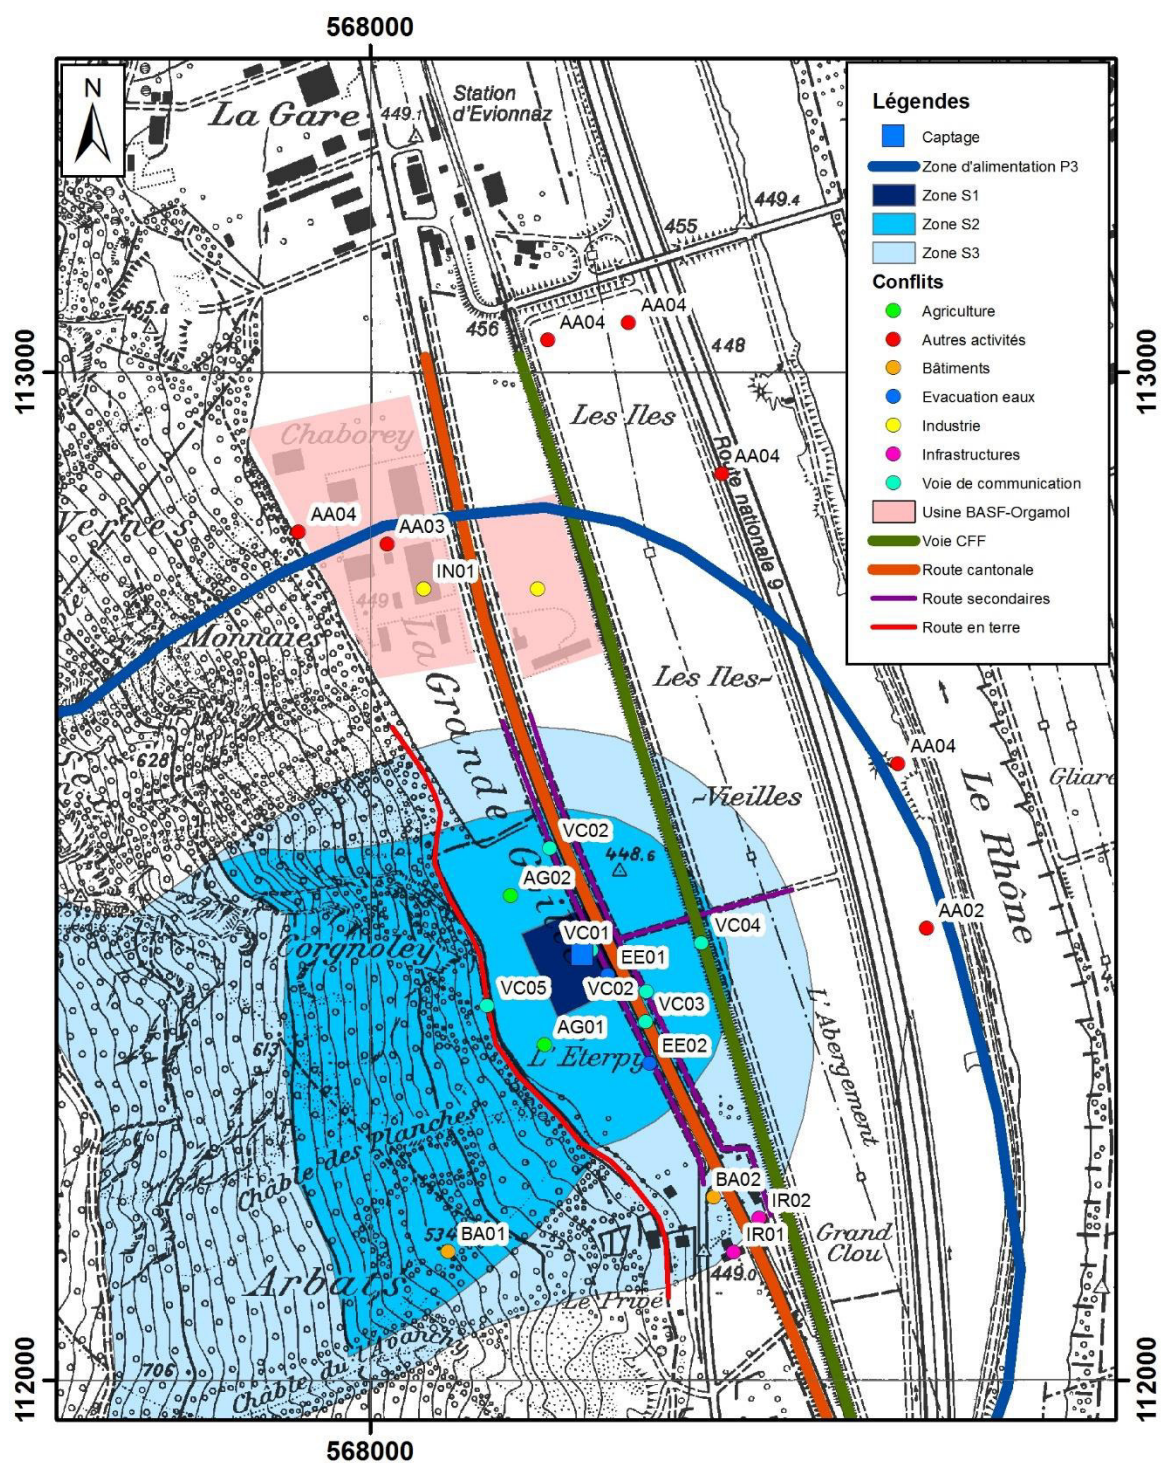 568000
N
La Gare
449.1
Station
d'Evionnaz
449.4
455
465.8
456
448
113000
113000
Légendes
Captage
Zone d'alimentation P3
Zone S1
Zone S2
Zone S3
Conflits
Agriculture
Autres activités
Bâtiments
Evacuation eaux
Industrie
Infrastructures
Voie de communication
Usine BASF-Orgamol
Voie CFF
Route cantonale
Route secondaires
Route en terre
AA04
AA04
Les Iles
Chaborey
AA04
Route nationale 9
Vernes
AA04
AA03
IN01
449
Monnaies
La Grande
Les Iles-
628
-Vieilles
AA04
Gliare
Le Rhône
VC02
448.6
AG02
AA02
Corgnoley
VC01
VC04
EE01
VC05
VC02
VC03
AG01
EE02
L'Eterpy
613
L'Abergement
Chable des planches
BA02
IR02
534
BA01
IR01
Grand
Clou
Arbats
449.0
Le Privé
706
Chable du Cravanchy
112000
112000
568000